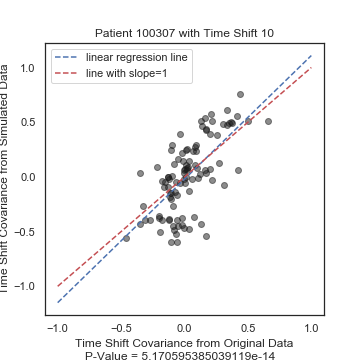 Patient 100307 with Time Shift 10
linear regression line
line with slope=1
Time Shift Covariance from Simulated Data
1.0
0.5
0.0
−0.5
−1.0
−1.0 −0.5 0.0 0.5 1.0
Time Shift Covariance from Original Data
P-Value = 5.170595385039119e-14